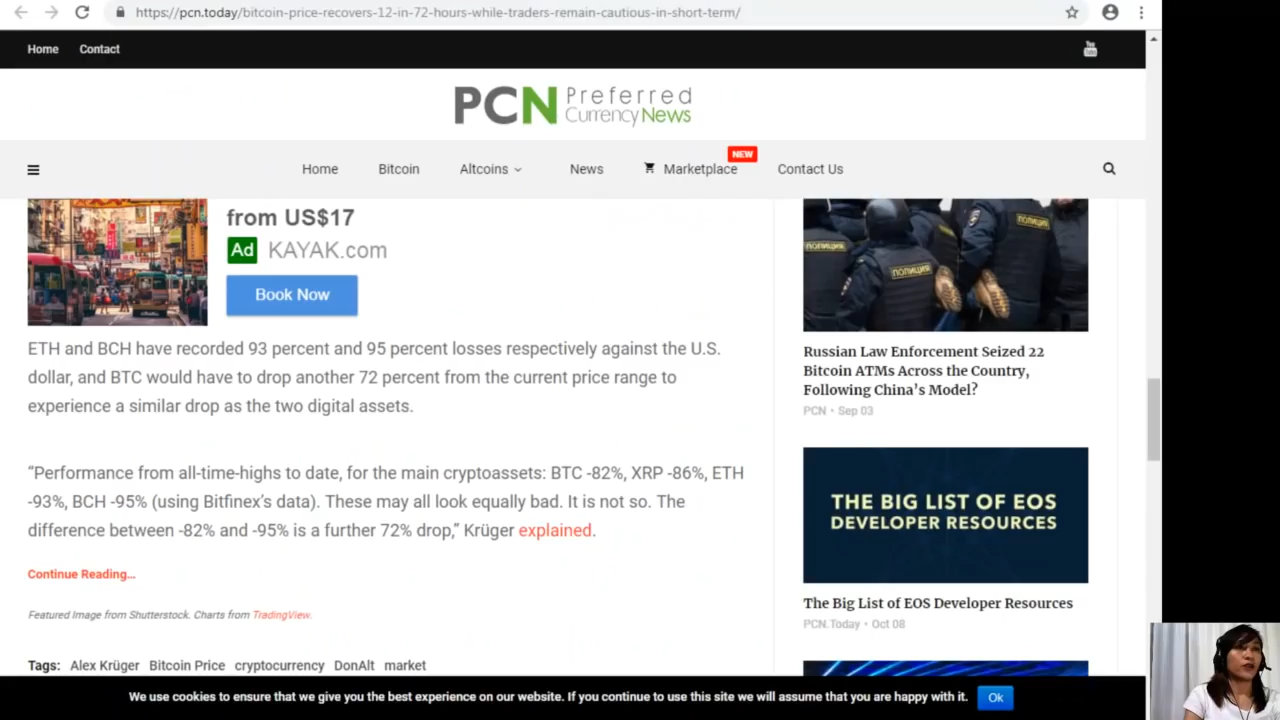 https://pcn.today/bitcoin-price-recovers-12-in-72-hours-while-traders-remain-cautious-in-short-term/
Home Contact
You Tube
PCN Preferred CurrencyNews
Home Bitcoin Altcoins News Marketplace NEW Contact Us
from US$17
Ad KAYAK.com
Book Now
ETH and BCH have recorded 93 percent and 95 percent losses respectively against the U.S.
dollar, and BTC would have to drop another 72 percent from the current price range to
experience a similar drop as the two digital assets.
“Performance from all-time-highs to date, for the main cryptoassets: BTC -82%, XRP -86%, ETH
-93%, BCH -95% (using Bitfinex’s data). These may all look equally bad. It is not so. The
difference between -82% and -95% is a further 72% drop,” Krüger explained.
Continue Reading…
Featured Image from Shutterstock. Charts from TradingView.
Tags: Alex Krüger Bitcoin Price cryptocurrency DonAlt market
ПОЛИЦИЯ
ПОЛИЦИЯ
ПОЛИЦИЯ
Russian Law Enforcement Seized 22
Bitcoin ATMs Across the Country,
Following China’s Model?
PCN • Sep 03
THE BIG LIST OF EOS
DEVELOPER RESOURCES
The Big List of EOS Developer Resources
PCN.Today • Oct 08
We use cookies to ensure that we give you the best experience on our website. If you continue to use this site we will assume that you are happy with it. Ok